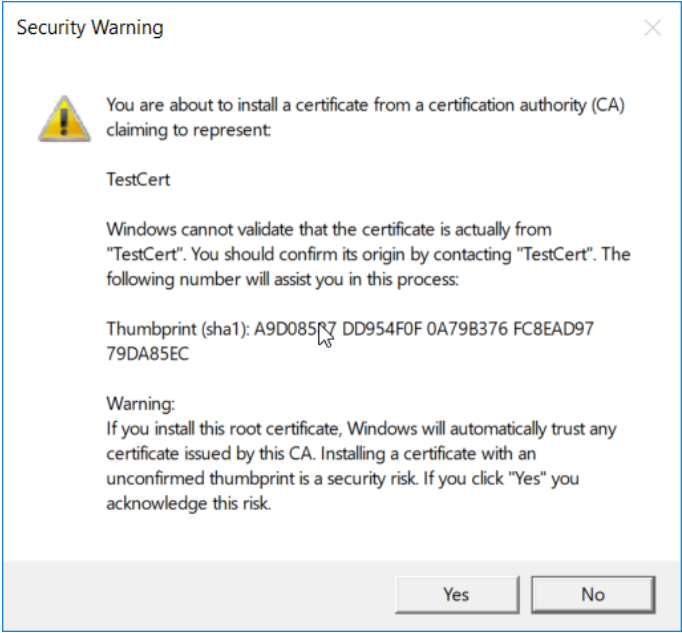 Security Warning
You are about to install a certificate from a certification authority (CA)
claiming to represent:
TestCert
Windows cannot validate that the certificate is actually from
"TestCert". You should confirm its origin by contacting "TestCert". The
following number will assist you in this process:
Thumbprint (sha1): DD954F0F 0A79B376 FC8EAD97
79DA85EC
Warning:
If you install this root certificate, Windows will automatically trust any
certificate issued by this CA. Installing a certificate with an
unconfirmed thumbprint is a security risk. If you click "Yes" you
acknowledge this risk.
Yes
No